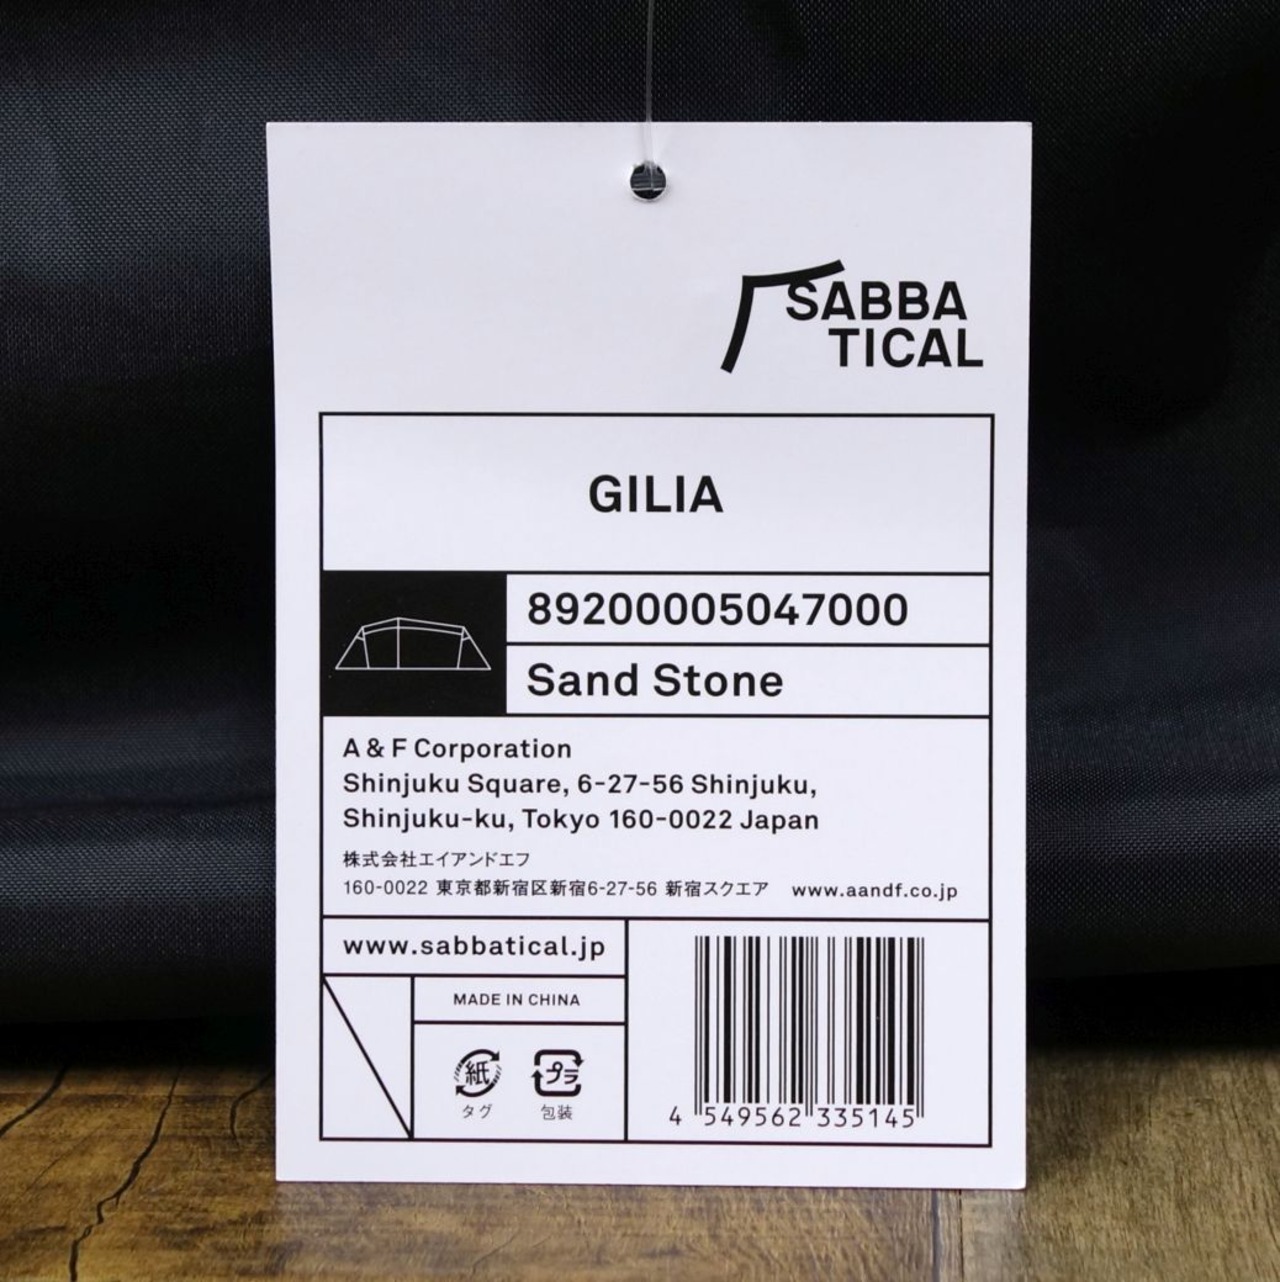 SABBA
TICAL
GILIA
89200005047000
Sand Stone
A & F Corporation
Shinjuku Square, 6-27-56 Shinjuku,
Shinjuku-ku, Tokyo 160-0022 Japan
株式会社エイアンドエフ
160-0022 東京都新宿区新宿6-27-56 新宿スクエア www.aandf.co.jp
www.sabbatical.jp
MADE IN CHINA
紙 プラ
タグ 包装
4 549562 335145